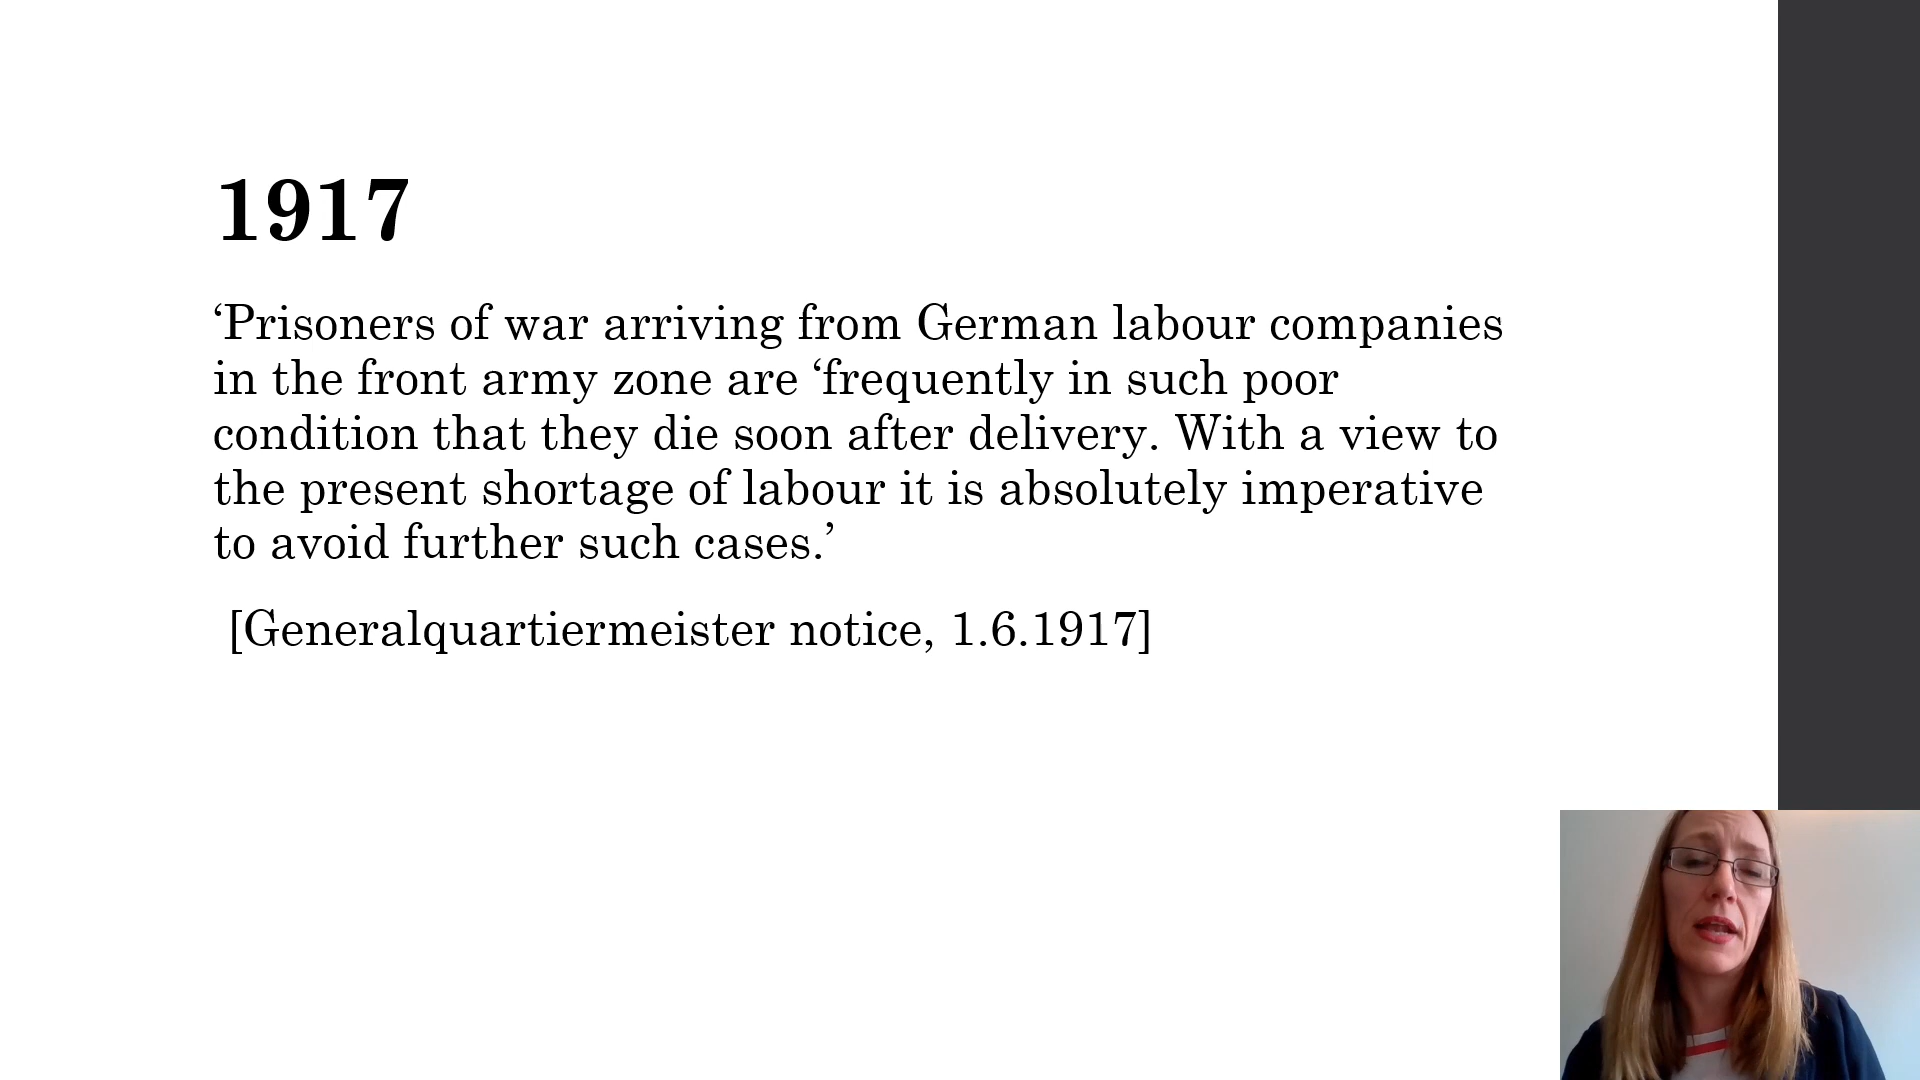 1917
‘Prisoners of war arriving from German labour companies
in the front army zone are ‘frequently in such poor
condition that they die soon after delivery. With a view to
the present shortage of labour it is absolutely imperative
to avoid further such cases.’
[Generalquartiermeister notice, 1.6.1917]